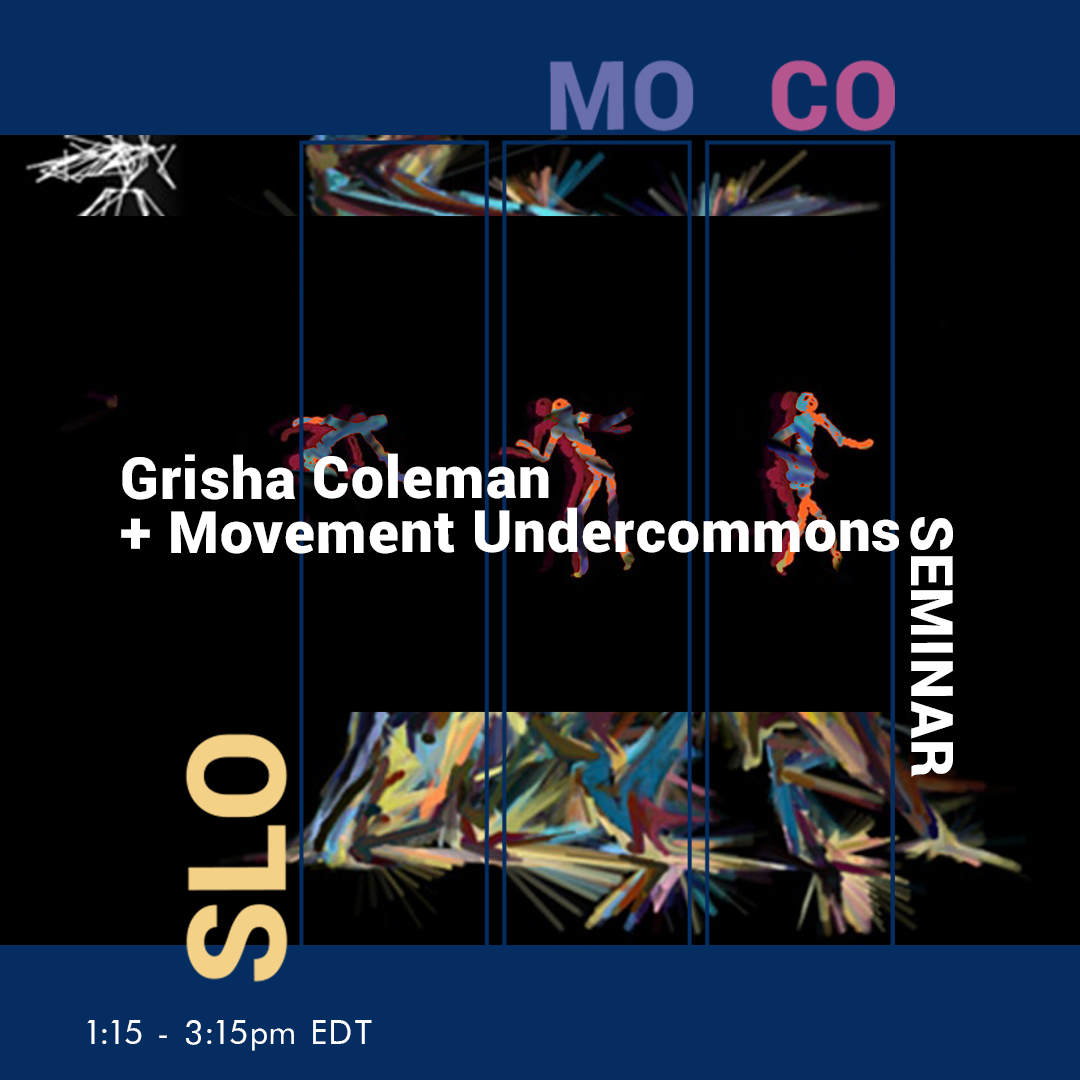 MO CO
Grisha Coleman
+ Movement Undercommons
SEMINAR
SLO
1:15 - 3:15pm EDT